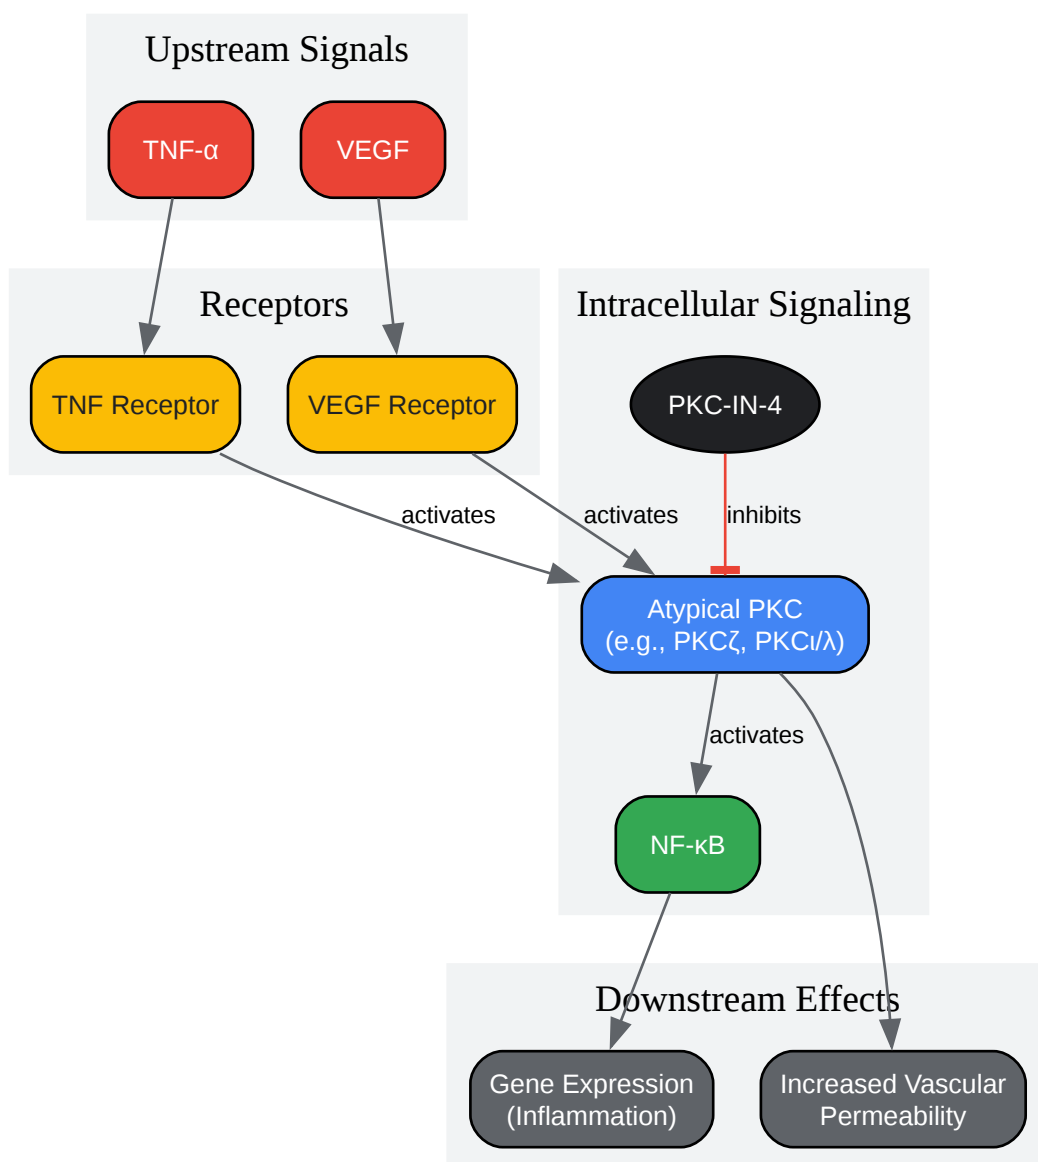 Upstream Signals
TNF-α
VEGF
Receptors
Intracellular Signaling
TNF Receptor
VEGF Receptor
PKC-IN-4
activates
activates
inhibits
Atypical PKC
(e.g., PKCζ, PKCι/λ)
activates
NF-κB
Downstream Effects
Gene Expression
(Inflammation)
Increased Vascular
Permeability